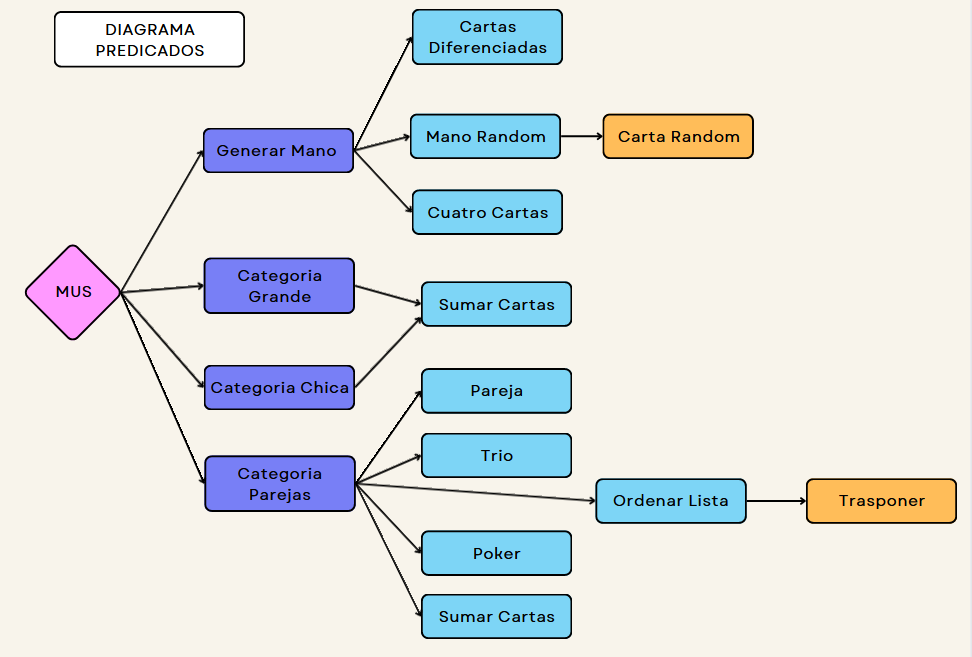 DIAGRAMA
PREDICADOS
Cartas
Diferenciadas
Generar Mano
Mano Random
Carta Random
Cuatro Cartas
MUS
Categoria
Grande
Sumar Cartas
Categoria Chica
Pareja
Trio
Categoria
Parejas
Ordenar Lista
Trasponer
Poker
Sumar Cartas